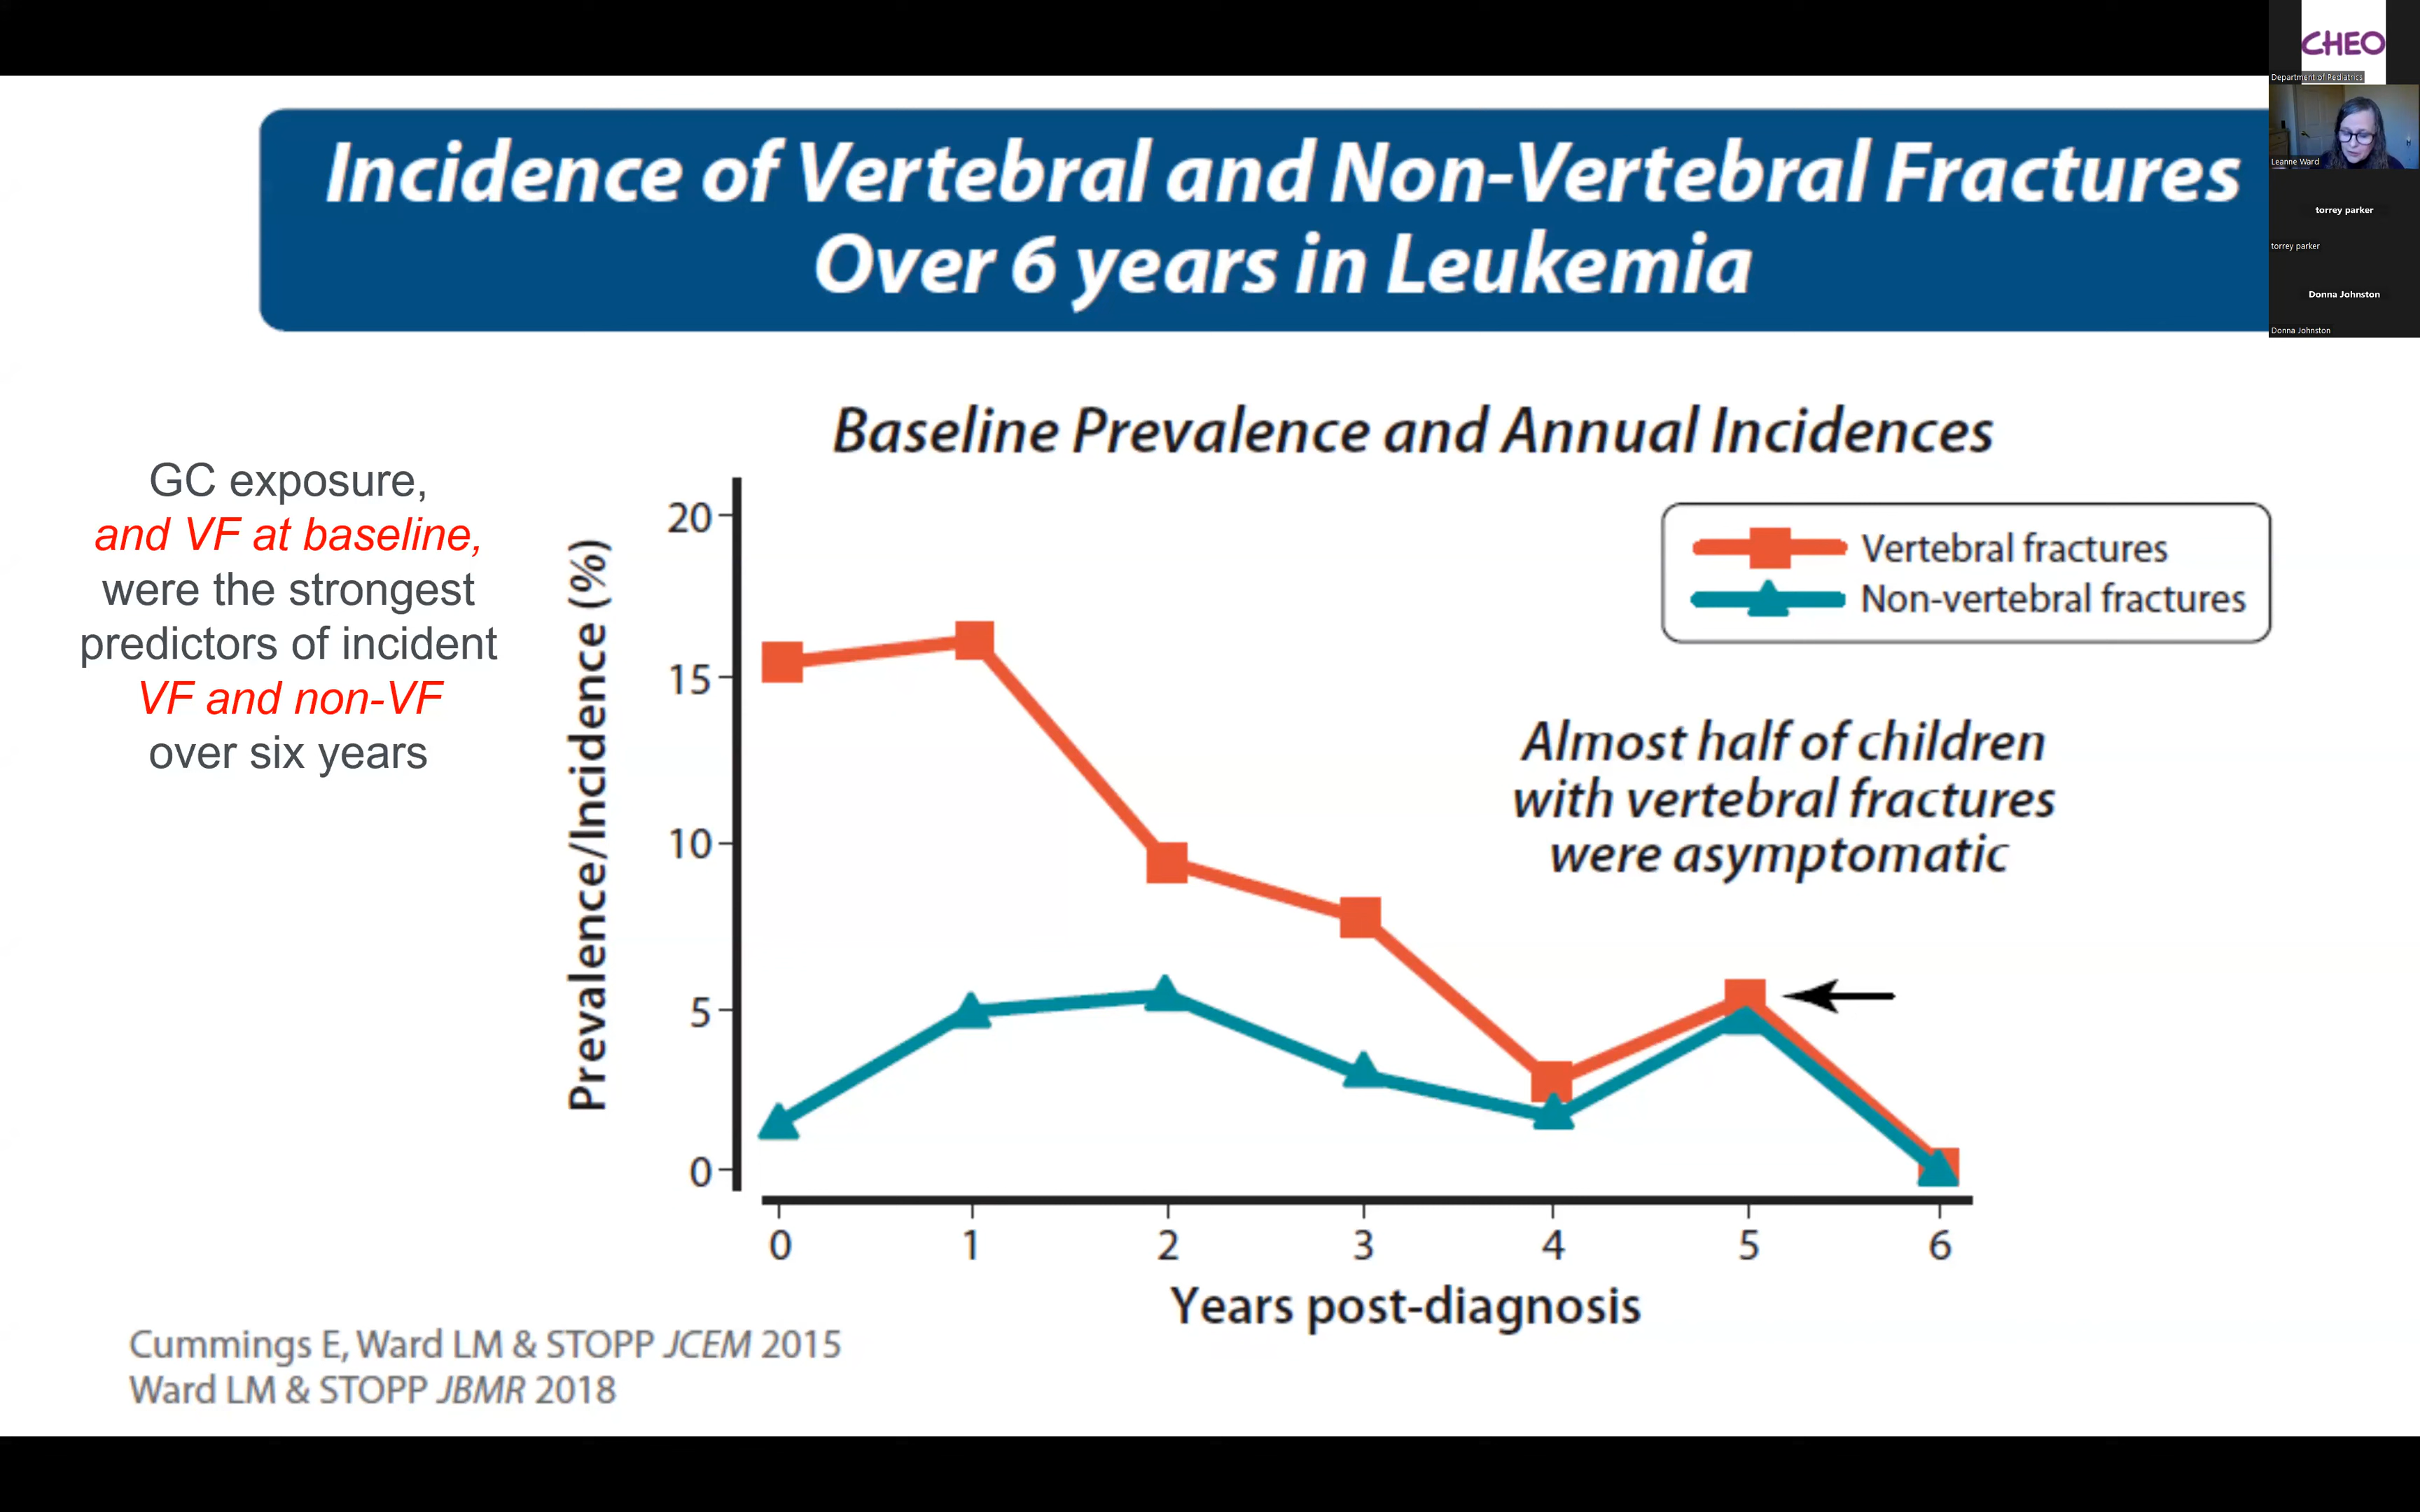 CHEO
Department of Pediatrics
Leanne Ward
torrey parker
torrey parker
Donna Johnston
Donna Johnston
Incidence of Vertebral and Non-Vertebral Fractures
Over 6 years in Leukemia
GC exposure,
and VF at baseline,
were the strongest
predictors of incident
VF and non-VF
over six years
Baseline Prevalence and Annual Incidences
Vertebral fractures
Non-vertebral fractures
Almost half of children
with vertebral fractures
were asymptomatic
Prevalence/Incidence (%)
20
15
10
5
0
0 1 2 3 4 5 6
Years post-diagnosis
Cummings E, Ward LM & STOPP JCEM 2015
Ward LM & STOPP JBMR 2018